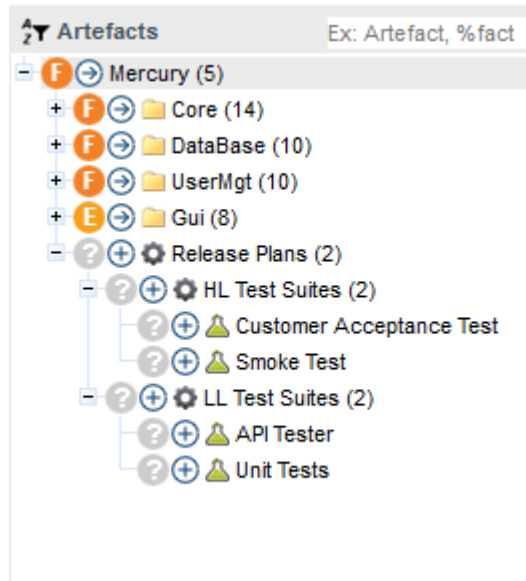 Artefacts Ex: Artefact, %fact
F Mercury (5)
F Core (14)
F DataBase (10)
F UserMgt (10)
E Gui (8)
? Release Plans (2)
? HL Test Suites (2)
? Customer Acceptance Test
? Smoke Test
? LL Test Suites (2)
? API Tester
? Unit Tests